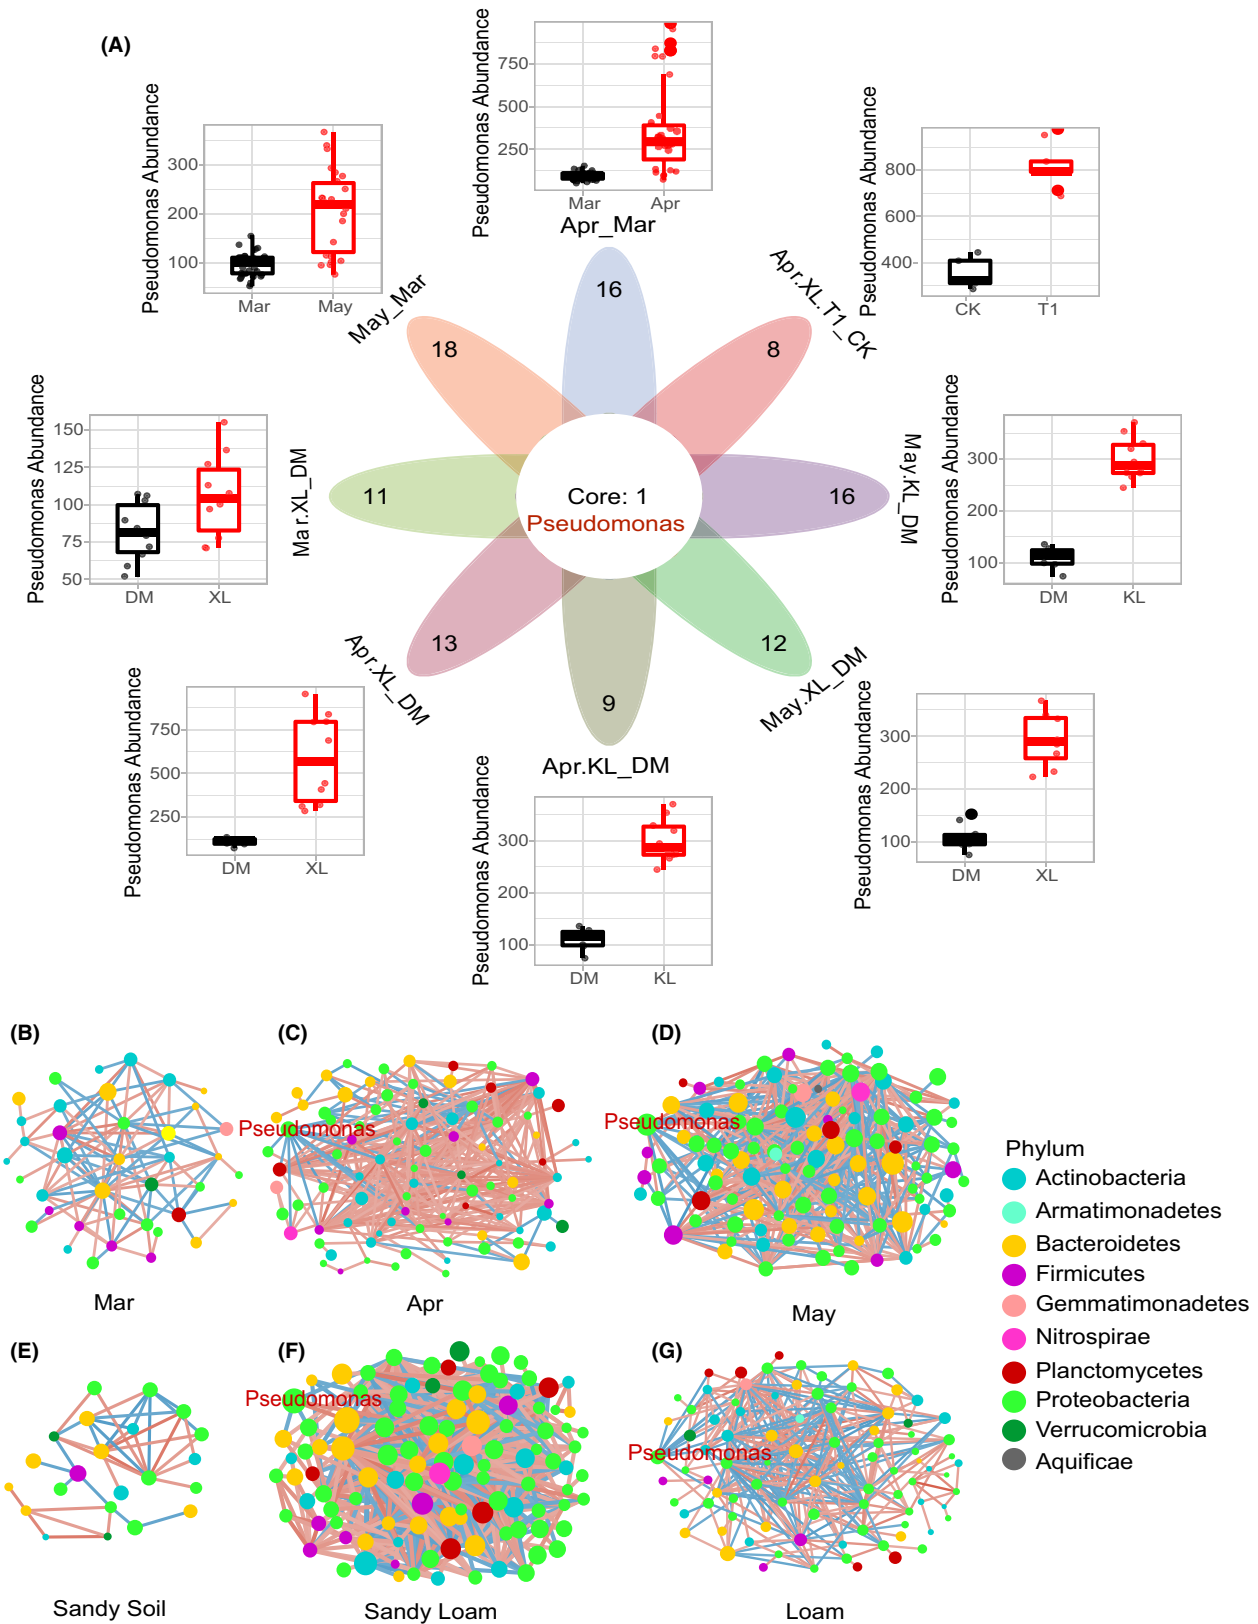 (A)
Pseudomonas Abundance
750
500
250
Mar Apr
Apr_Mar
Pseudomonas Abundance
300
200
100
Mar May
May_Mar
Pseudomonas Abundance
800
600
400
CK T1
Apr.XL.T1_CK
Pseudomonas Abundance
150
125
100
75
50
DM XL
Mar.XL_DM
Pseudomonas Abundance
300
200
100
DM KL
May.KL_DM
16
18
8
11
16
13
12
9
Core: 1
Pseudomonas
Pseudomonas Abundance
750
500
250
DM XL
Apr.XL_DM
Apr.KL_DM
Pseudomonas Abundance
300
200
100
DM KL
May.XL_DM
Pseudomonas Abundance
300
200
100
DM XL
(B)
Mar
(C)
Pseudomonas
Apr
(D)
Pseudomonas
May
(E)
Sandy Soil
(F)
Pseudomonas
Sandy Loam
(G)
Pseudomonas
Loam
Phylum
Actinobacteria
Armatimonadetes
Bacteroidetes
Firmicutes
Gemmatimonadetes
Nitrospirae
Planctomycetes
Proteobacteria
Verrucomicrobia
Aquificae